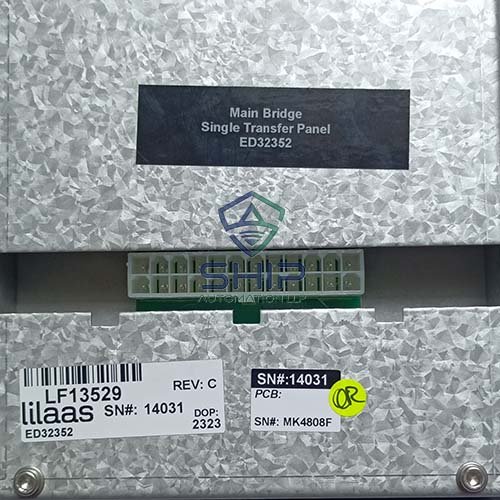 Main Bridge
Single Transfer Panel
ED32352
SHIP
AUTOMATION LLP
LF13529
REV: C
lilaas
SN#: 14031
DOP:
2323
ED32352
SN#:14031
PCB:
SN#: MK4808F
QR